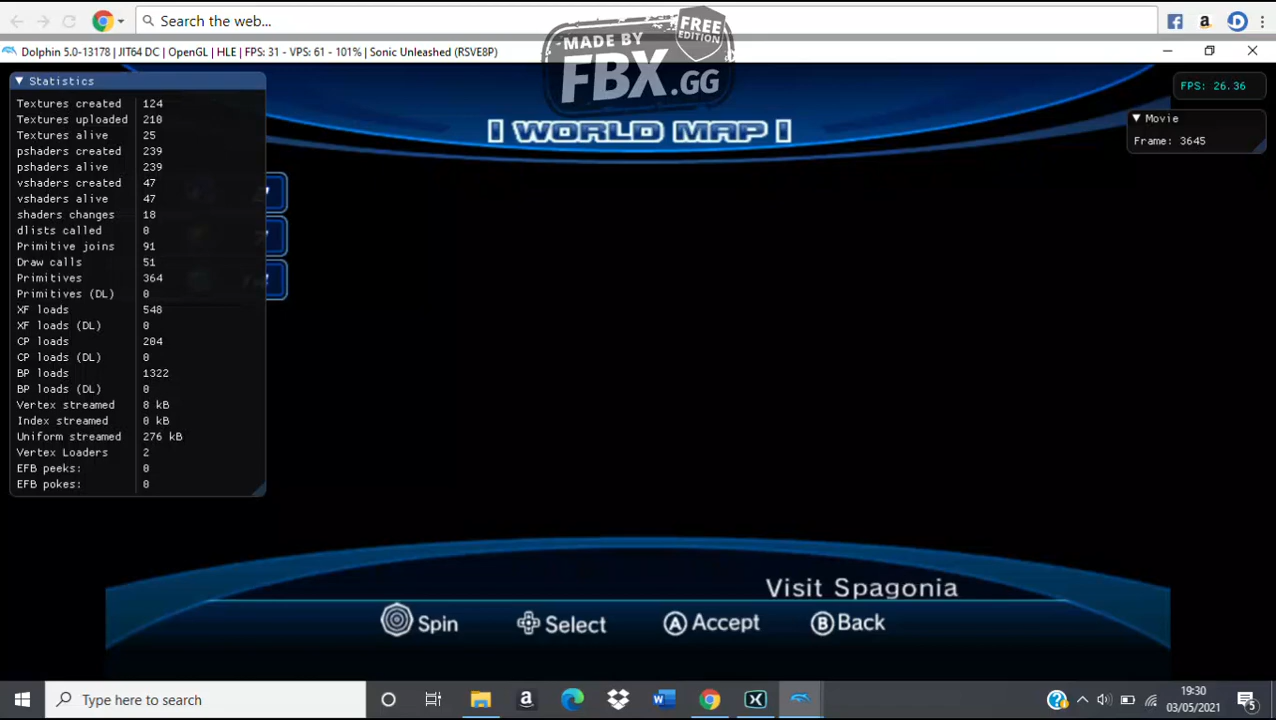 Search the web...
Dolphin 5.0-13178 | JIT64 DC | OpenGL | HLE | FPS: 31 - VPS: 61 - 101% | Sonic Unleashed (RSVE8P)
MADE BY
FREE
EDITION
FBX.GG
Statistics
Textures created 124
Textures uploaded 210
Textures alive 25
pshaders created 239
pshaders alive 239
vshaders created 47
vshaders alive 47
shaders changes 18
dlists called 0
Primitive joins 91
Draw calls 51
Primitives 364
Primitives (DL) 0
XF loads 548
XF loads (DL) 0
CP loads 204
CP loads (DL) 0
BP loads 1322
BP loads (DL) 0
Vertex streamed 8 kB
Index streamed 0 kB
Uniform streamed 276 kB
Vertex Loaders 2
EFB peeks: 0
EFB pokes: 0
FPS: 26.36
Movie
Frame: 3645
WORLD MAP
Visit Spagonia
Spin Select A Accept B Back
Type here to search
19:30
03/05/2021
5